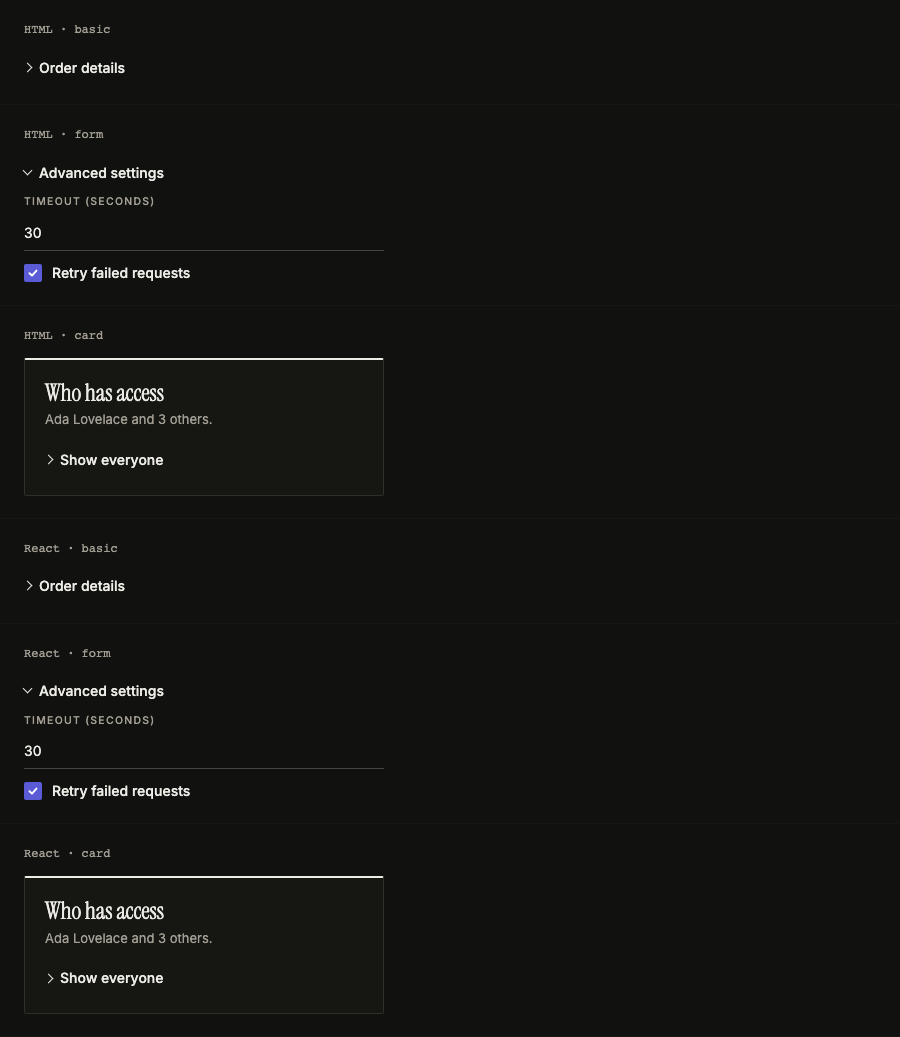 HTML · basic
Order details
HTML · form
Advanced settings
TIMEOUT (SECONDS)
30
Retry failed requests
HTML · card
Who has access
Ada Lovelace and 3 others.
Show everyone
React · basic
Order details
React · form
Advanced settings
TIMEOUT (SECONDS)
30
Retry failed requests
React · card
Who has access
Ada Lovelace and 3 others.
Show everyone